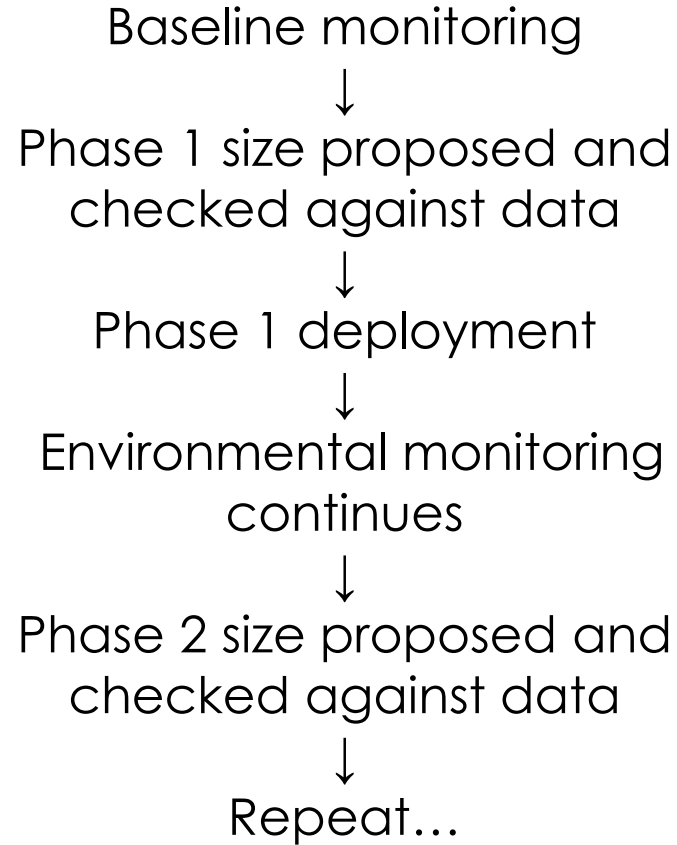 Baseline monitoring
↓
Phase 1 size proposed and
checked against data
↓
Phase 1 deployment
↓
Environmental monitoring
continues
↓
Phase 2 size proposed and
checked against data
↓
Repeat…